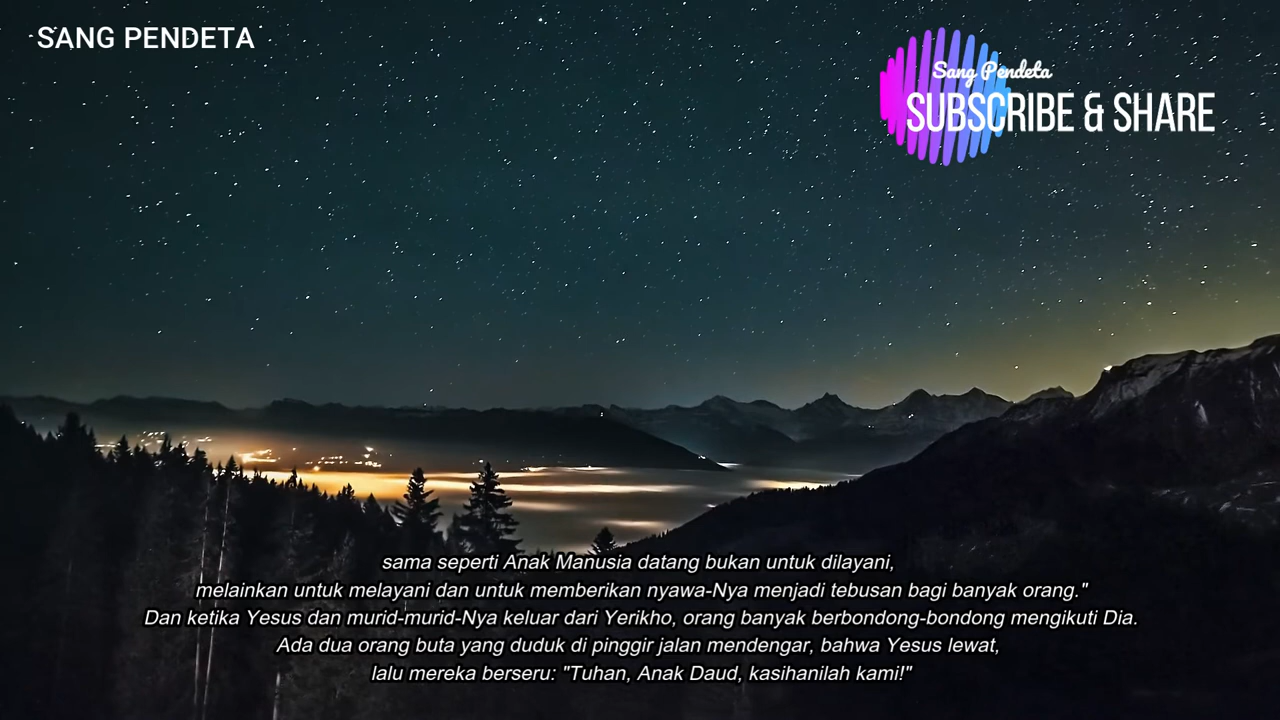 SANG PENDETA
Sang Pendeta
SUBSCRIBE & SHARE
sama seperti Anak Manusia datang bukan untuk dilayani,
melainkan untuk melayani dan untuk memberikan nyawa-Nya menjadi tebusan bagi banyak orang."
Dan ketika Yesus dan murid-murid-Nya keluar dari Yerikho, orang banyak berbondong-bondong mengikuti Dia.
Ada dua orang buta yang duduk di pinggir jalan mendengar, bahwa Yesus lewat,
lalu mereka berseru: "Tuhan, Anak Daud, kasihanilah kami!"